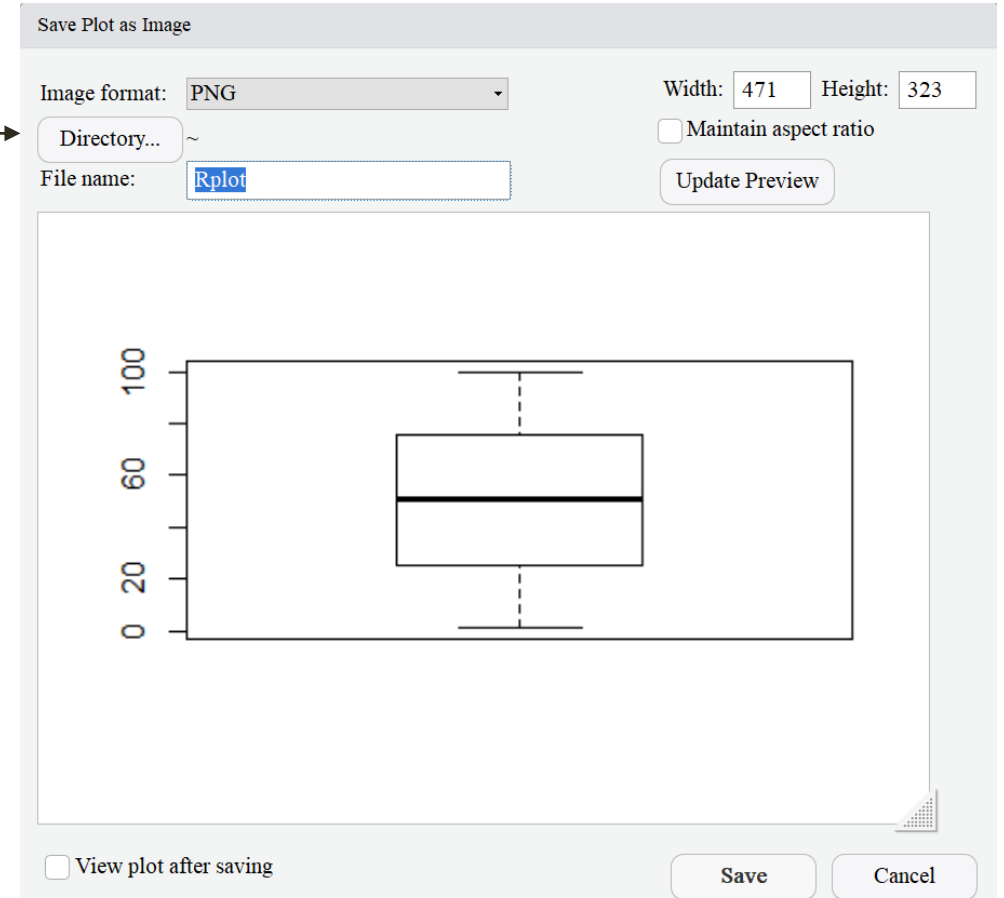 Save Plot as Image
Image format: PNG Width: 471 Height: 323
Directory... ~ Maintain aspect ratio
File name: Rplot Update Preview
100
60
20
0
View plot after saving Save Cancel